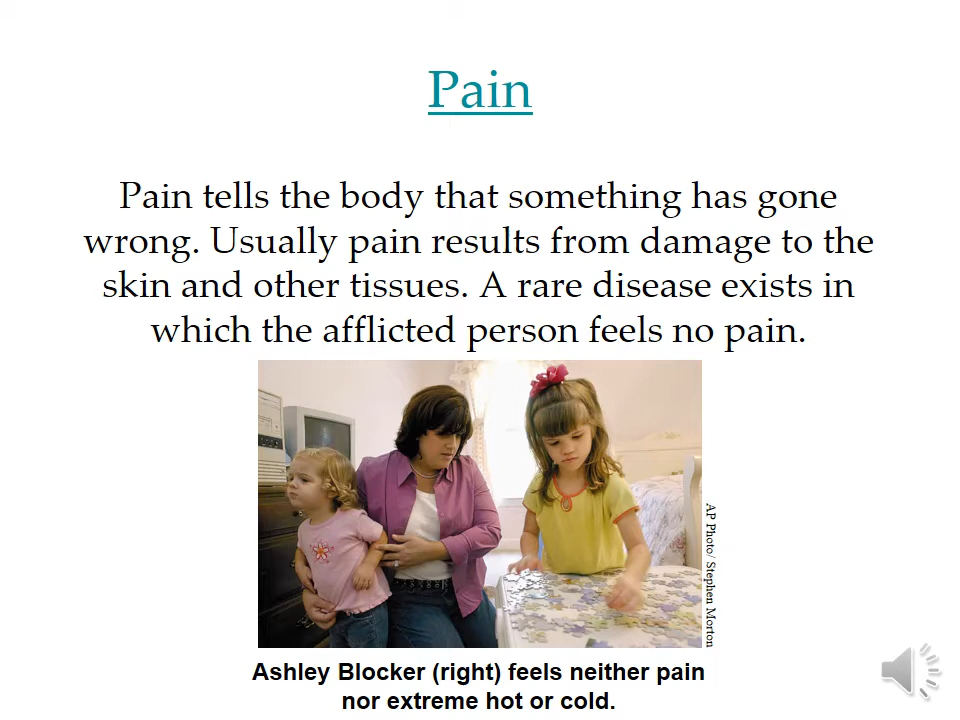 Pain
Pain tells the body that something has gone
wrong. Usually pain results from damage to the
skin and other tissues. A rare disease exists in
which the afflicted person feels no pain.
AP Photo/ Stephen Morton
Ashley Blocker (right) feels neither pain
nor extreme hot or cold.